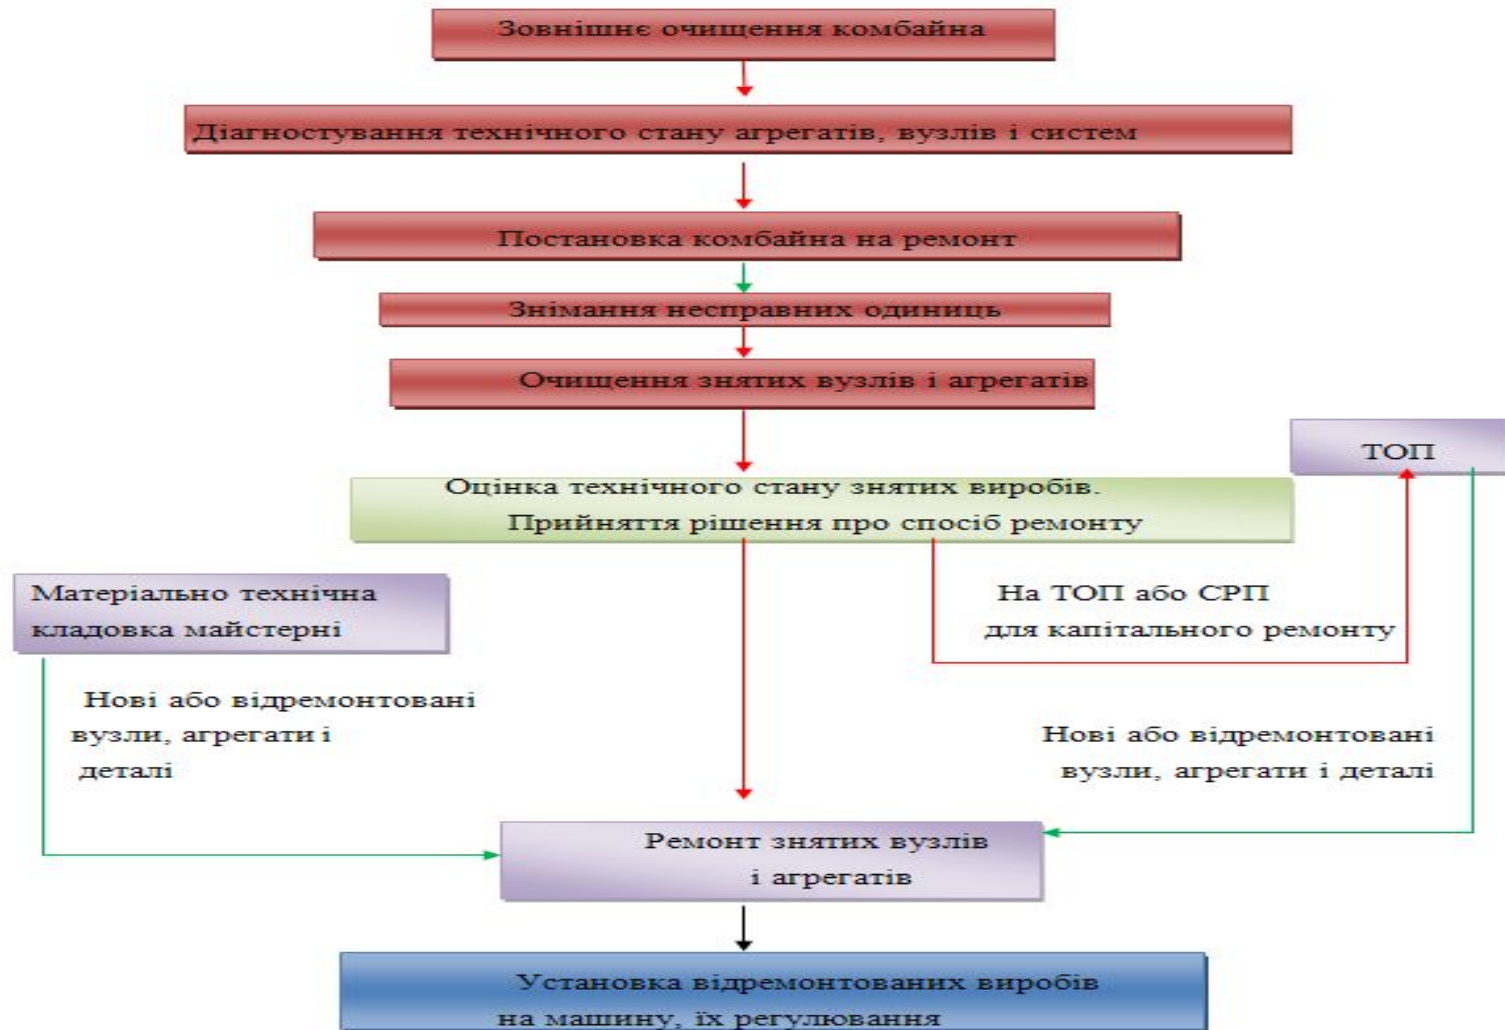 Зовнішнє очищення комбайна
Діагностування технічного стану агрегатів, вузлів і систем
Постановка комбайна на ремонт
Знімання несправних одиниць
Очищення знятих вузлів і агрегатів
ТОП
Оцінка технічного стану знятих виробів.
Прийняття рішення про спосіб ремонту
Матеріально технічна
кладовка майстерні
На ТОП або СРП
для капітального ремонту
Нові або відремонтовані
вузли, агрегати і
деталі
Нові або відремонтовані
вузли, агрегати і деталі
Ремонт знятих вузлів
і агрегатів
Установка відремонтованих виробів
на машину, їх регулювання